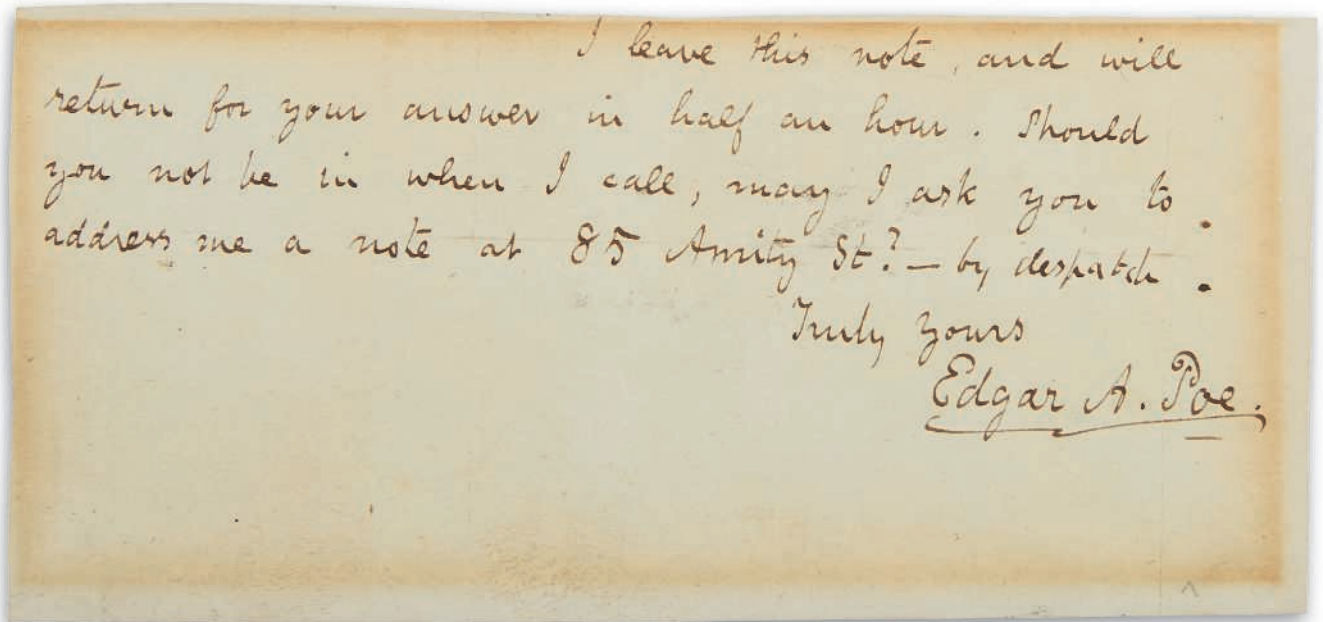 I leave this note, and will
return for your answer in half an hour. Should
you not be in when I call, may I ask you to
address me a note at 85 Amity St? — by despatch.
Truly Yours
Edgar A. Poe.